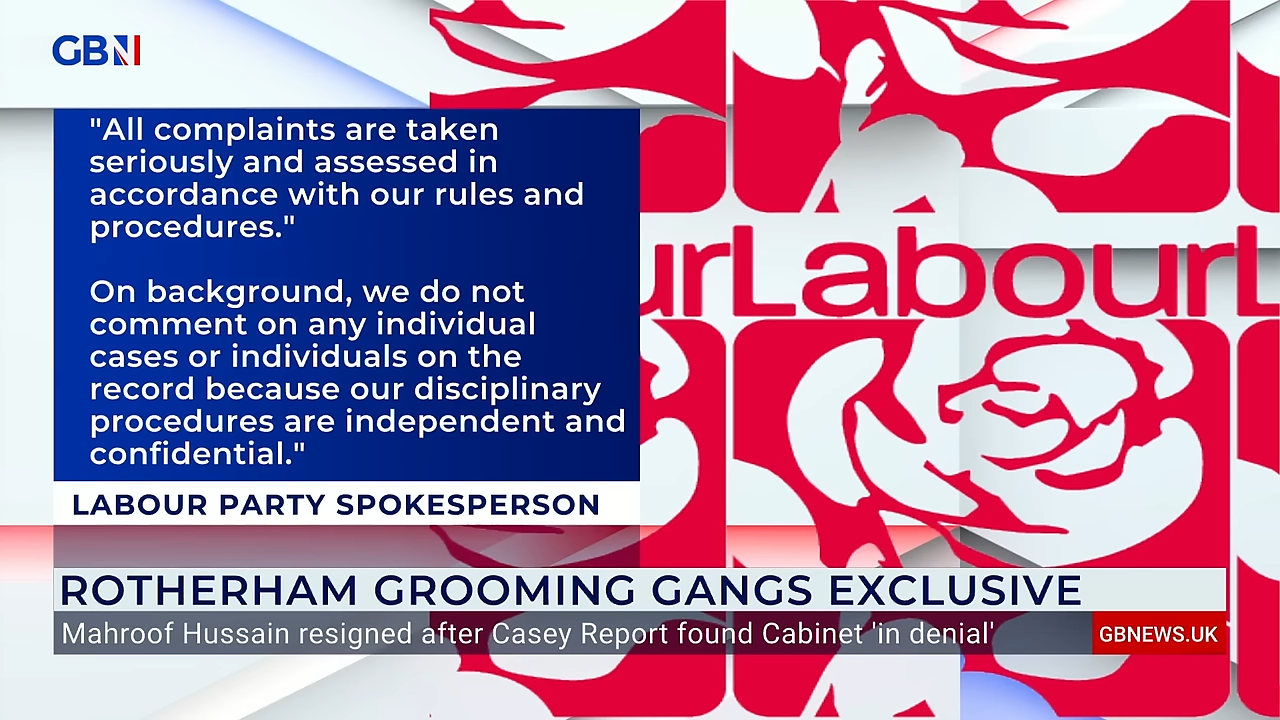 GBN
"All complaints are taken
seriously and assessed in
accordance with our rules and
procedures."
On background, we do not
comment on any individual
cases or individuals on the
record because our disciplinary
procedures are independent and
confidential."
LABOUR PARTY SPOKESPERSON
urLabourL
ROTHERHAM GROOMING GANGS EXCLUSIVE
Mahroof Hussain resigned after Casey Report found Cabinet 'in denial'
GBNEWS.UK